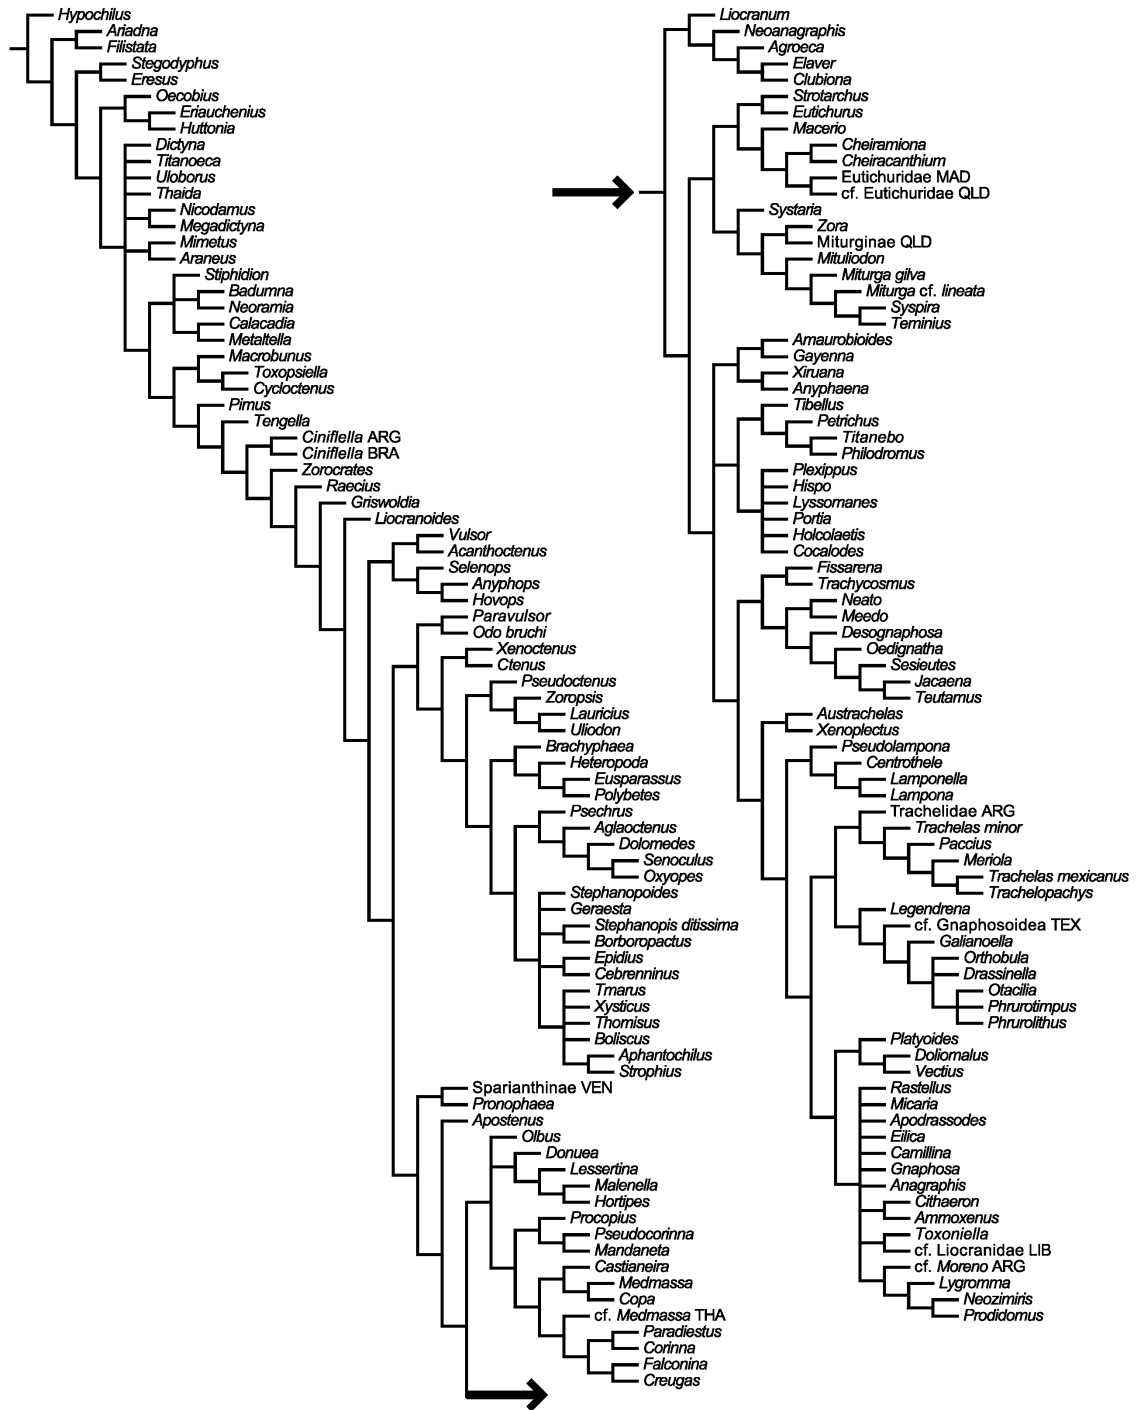 Hypochilus
Ariadna
Filistata
Stegodyphus
Eresus
Oecobius
Eriauchenius
Huttonia
Dictyna
Titanoeca
Uloborus
Thaida
Nicodamus
Megadictyna
Mimetus
Araneus
Stiphidion
Badumna
Neoramia
Calacadia
Metaltella
Macrobunus
Toxopsiella
Cycloctenus
Pimus
Tengella
Ciniflella ARG
Ciniflella BRA
Zorocrates
Raecius
Griswoldia
Liocranoides
Vulsor
Acanthoctenus
Selenops
Anyphops
Hovops
Paravulsor
Odo bruchi
Xenoctenus
Ctenus
Pseudoctenus
Zoropsis
Lauricius
Uliodon
Brachyphaea
Heteropoda
Eusparassus
Polybetes
Psechrus
Aglaoctenus
Dolomedes
Senoculus
Oxyopes
Stephanopoides
Geraesta
Stephanopis ditissima
Borboropactus
Epidius
Cebrenninus
Tmarus
Xysticus
Thomisus
Boliscus
Aphantochilus
Strophius
Sparianthinae VEN
Pronophaea
Apostenus
Olbus
Donuea
Lessertina
Malenella
Hortipes
Procopius
Pseudocorinna
Mandaneta
Castianeira
Medmassa
Copa
cf. Medmassa THA
Paradiestus
Corinna
Falconina
Creugas
Liocranum
Neoanagraphis
Agroeca
Elaver
Clubiona
Strotarchus
Eutichurus
Macerio
Cheiramiona
Cheiracanthium
Eutichuridae MAD
cf. Eutichuridae QLD
Systaria
Zora
Miturginae QLD
Mituliodon
Miturga gilva
Miturga cf. lineata
Syspira
Teminius
Amaurobioides
Gayenna
Xiruana
Anyphaena
Tibellus
Petrichus
Titanebo
Philodromus
Plexippus
Hispo
Lyssomanes
Portia
Holcolaetis
Cocalodes
Fissarena
Trachycosmus
Neato
Meedo
Desognaphosa
Oedignatha
Sesieutes
Jacaena
Teutamus
Austrachelas
Xenoplectus
Pseudolampona
Centrothele
Lamponella
Lampona
Trachelidae ARG
Trachelas minor
Paccius
Meriola
Trachelas mexicanus
Trachelopachys
Legendrena
cf. Gnaphosoidea TEX
Galianoella
Orthobula
Drassinella
Otacilia
Phrurotimpus
Phrurolithus
Platyoides
Doliomalus
Vectius
Rastellus
Micaria
Apodrassodes
Eilica
Camillina
Gnaphosa
Anagraphis
Cithaeron
Ammoxenus
Toxoniella
cf. Liocranidae LIB
cf. Moreno ARG
Lygromma
Neozimiris
Prodidomus